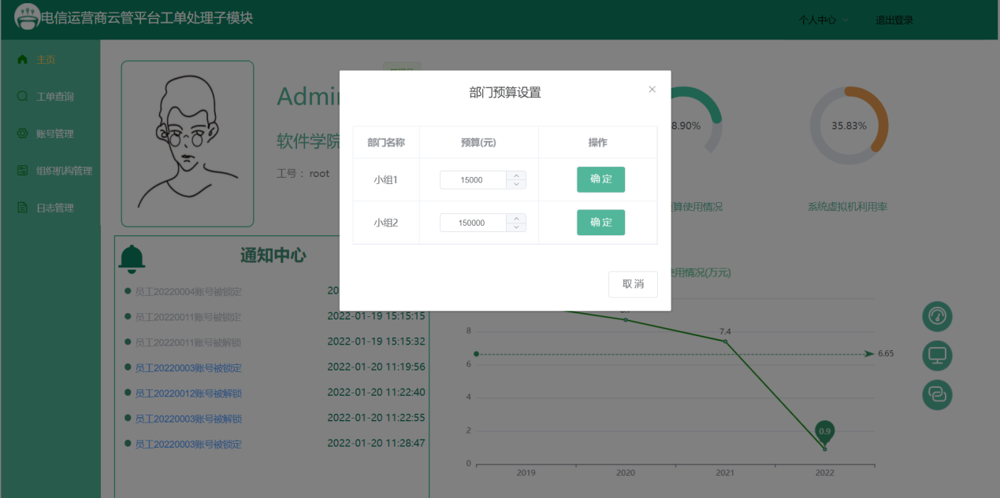 电信运营商云管平台工单处理子模块
个人中心
退出登录
主页
工单查询
账号管理
组织机构管理
日志管理
Admi
软件学院
工号： root
部门预算设置
部门名称 预算(元) 操作
小组1 15000 确定
小组2 150000 确定
取消
8.90%
35.83%
算使用情况
系统虚拟机利用率
通知中心
员工20220004账号被锁定 20
员工20220011账号被锁定 2022-01-19 15:15:15
员工20220011账号被解锁 2022-01-19 15:15:32
员工20220003账号被锁定 2022-01-20 11:19:56
员工20220012账号被解锁 2022-01-20 11:22:40
员工20220003账号被解锁 2022-01-20 11:22:55
员工20220003账号被锁定 2022-01-20 11:28:47
使用情况(万元)
8
7.4
6.65
6
4
2
0.9
0
2019 2020 2021 2022